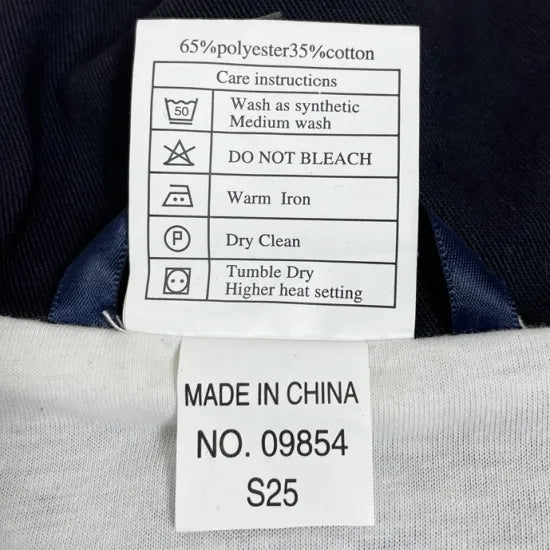 65%polyester35%cotton
Care instructions
50
Wash as synthetic
Medium wash
DO NOT BLEACH
Warm Iron
P
Dry Clean
Tumble Dry
Higher heat setting
MADE IN CHINA
NO. 09854
S25